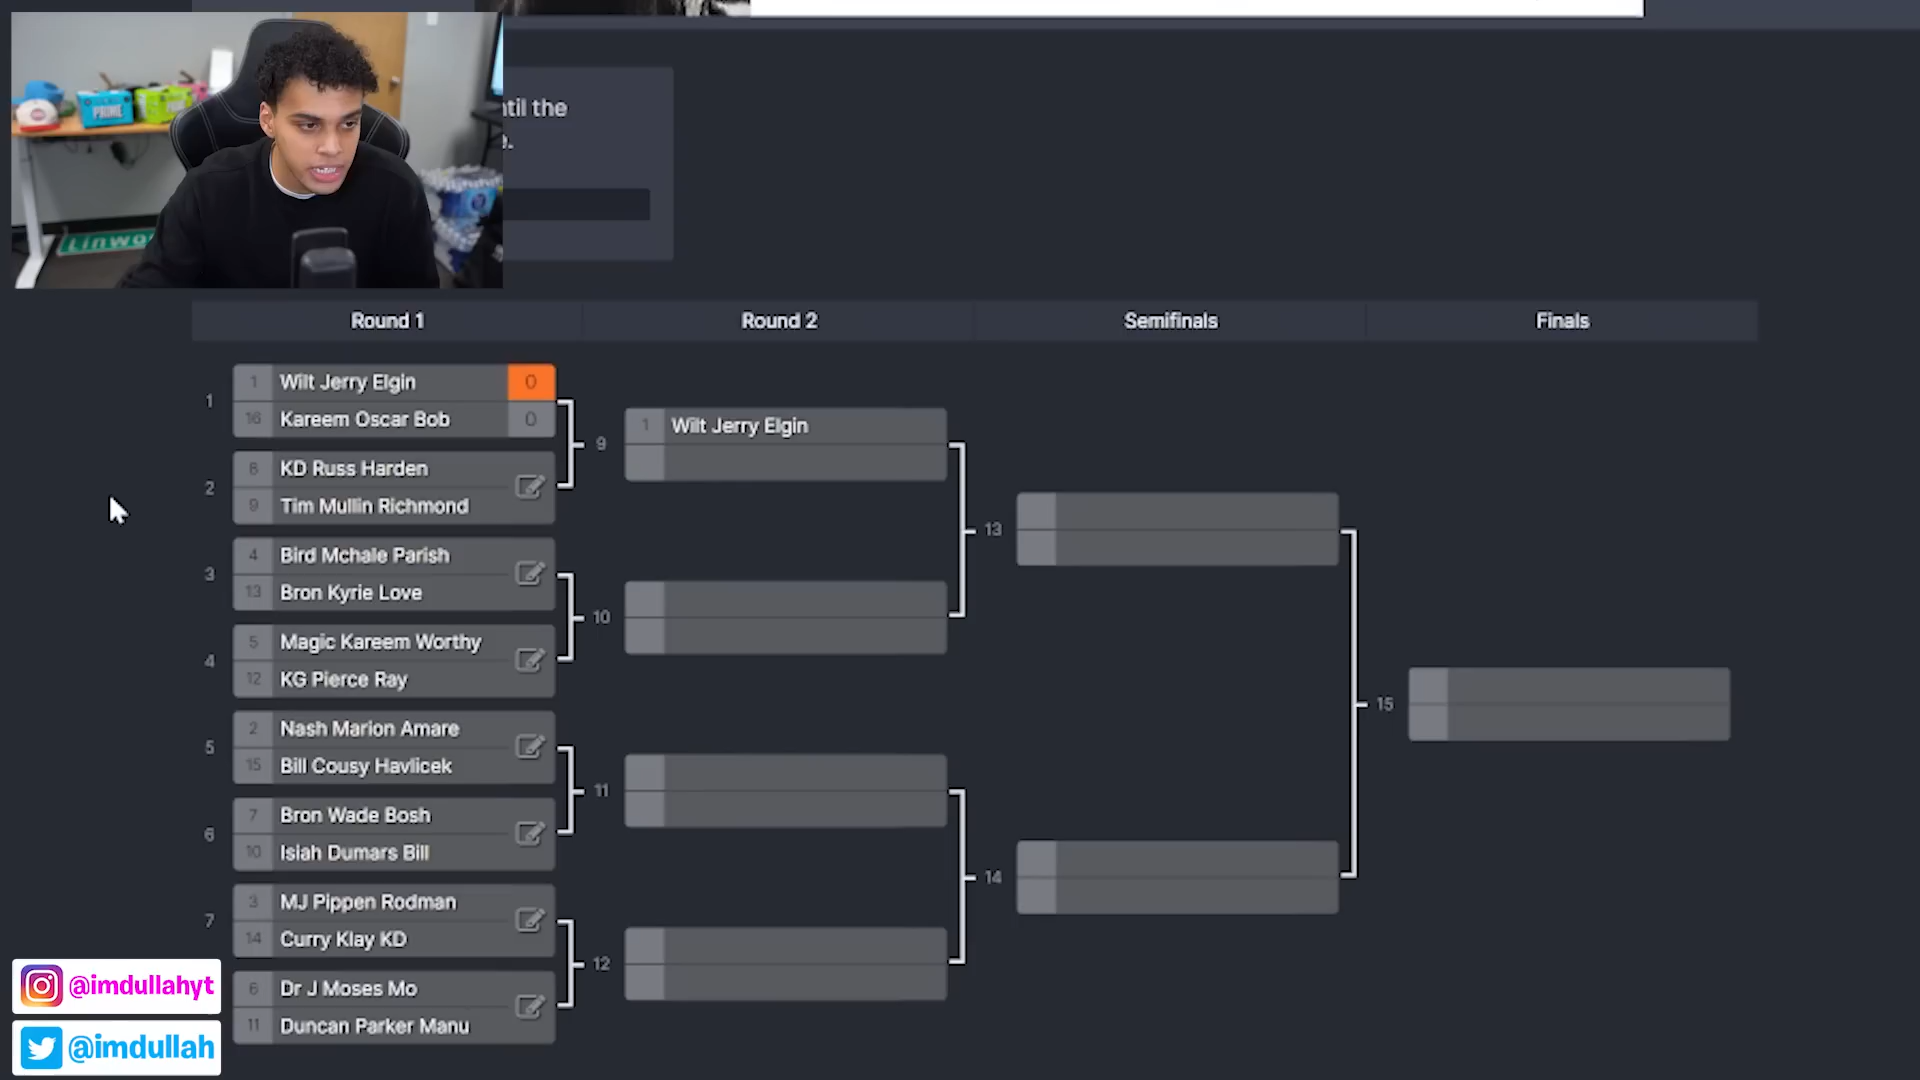 PRIME
Linwo
til the
e.
Round 1
Round 2
Semifinals
Finals
1
1 Wilt Jerry Elgin 0
16 Kareem Oscar Bob 0
2
8 KD Russ Harden
9 Tim Mullin Richmond
3
4 Bird Mchale Parish
13 Bron Kyrie Love
4
5 Magic Kareem Worthy
12 KG Pierce Ray
5
2 Nash Marion Amare
15 Bill Cousy Havlicek
6
7 Bron Wade Bosh
10 Isiah Dumars Bill
7
3 MJ Pippen Rodman
14 Curry Klay KD
6 Dr J Moses Mo
11 Duncan Parker Manu
9
1 Wilt Jerry Elgin
10
11
12
13
14
15
@imdullahyt
@imdullah